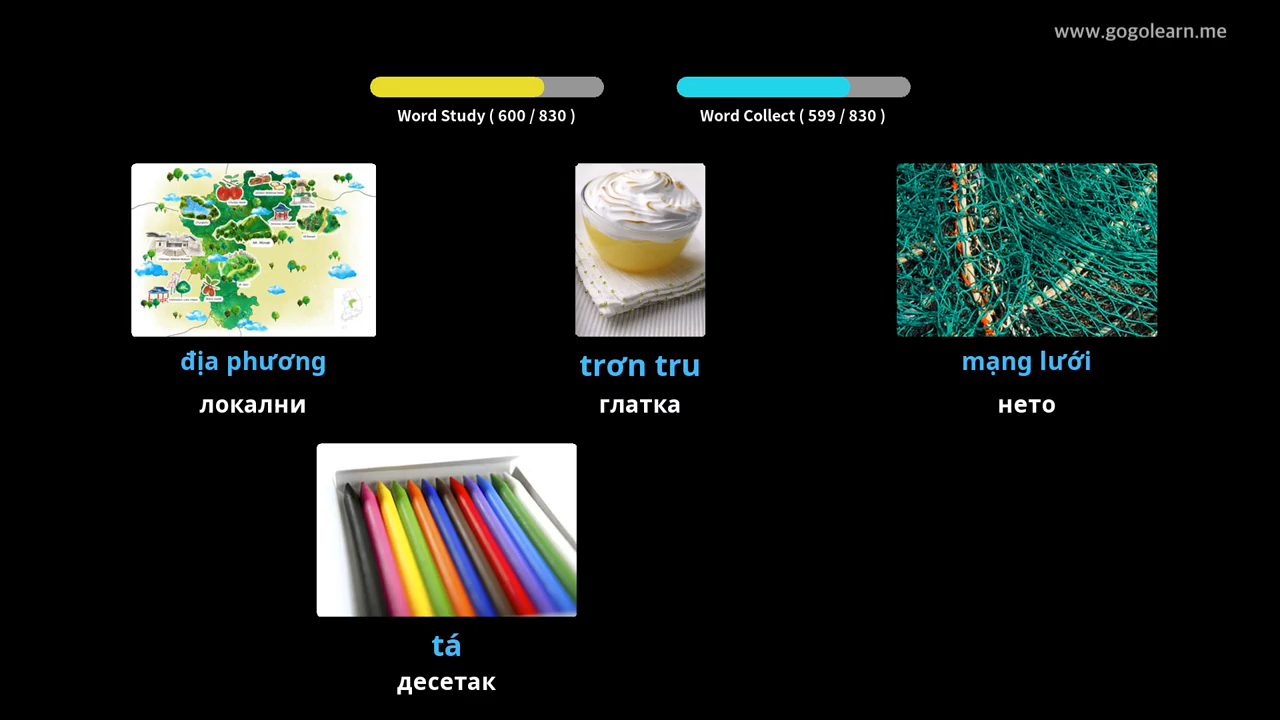 www.gogolearn.me
Word Study ( 600 / 830 )
Word Collect ( 599 / 830 )
địa phương
trơn tru
mạng lưới
локални
глатка
нето
tá
десетак